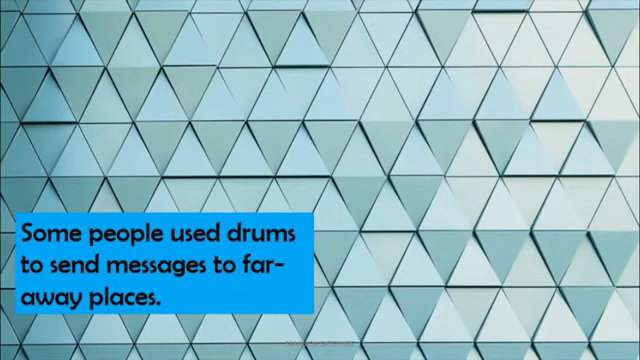 Some people used drums
to send messages to far-
away places.